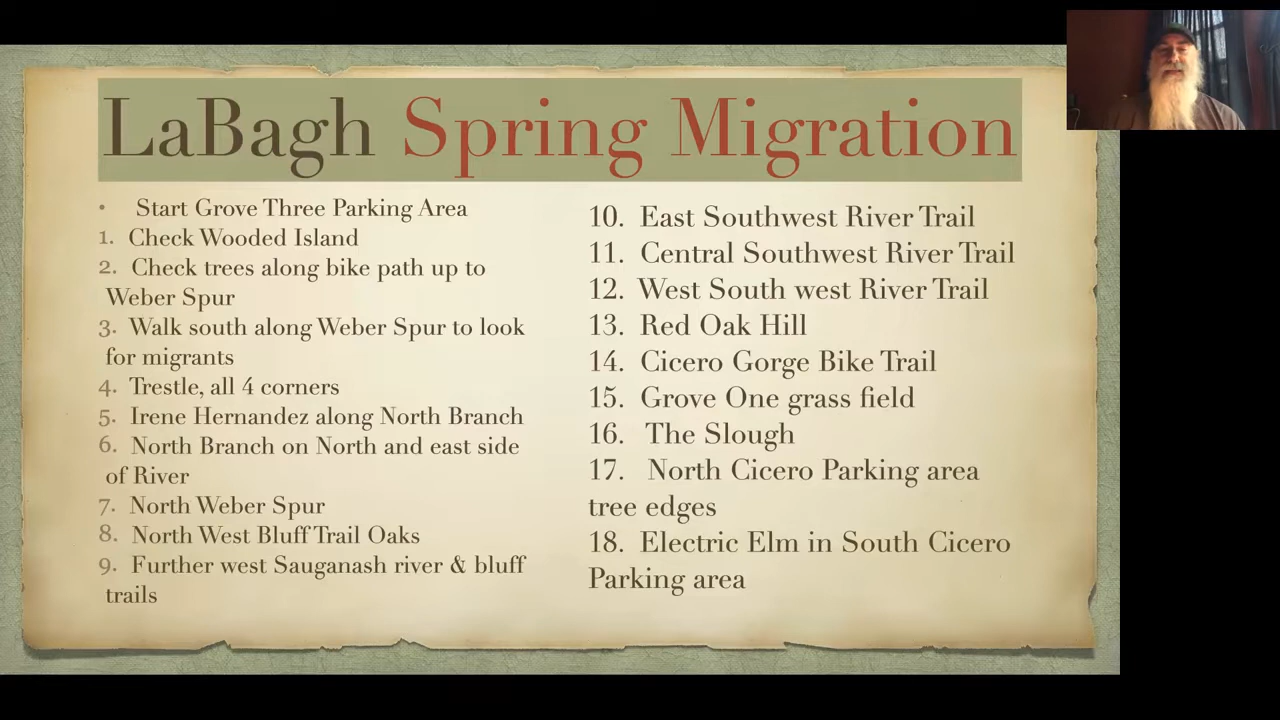 LaBagh Spring Migration
• Start Grove Three Parking Area
1. Check Wooded Island
2. Check trees along bike path up to
Weber Spur
3. Walk south along Weber Spur to look
for migrants
4. Trestle, all 4 corners
5. Irene Hernandez along North Branch
6. North Branch on North and east side
of River
7. North Weber Spur
8. North West Bluff Trail Oaks
9. Further west Sauganash river & bluff
trails
10. East Southwest River Trail
11. Central Southwest River Trail
12. West South west River Trail
13. Red Oak Hill
14. Cicero Gorge Bike Trail
15. Grove One grass field
16. The Slough
17. North Cicero Parking area
tree edges
18. Electric Elm in South Cicero
Parking area